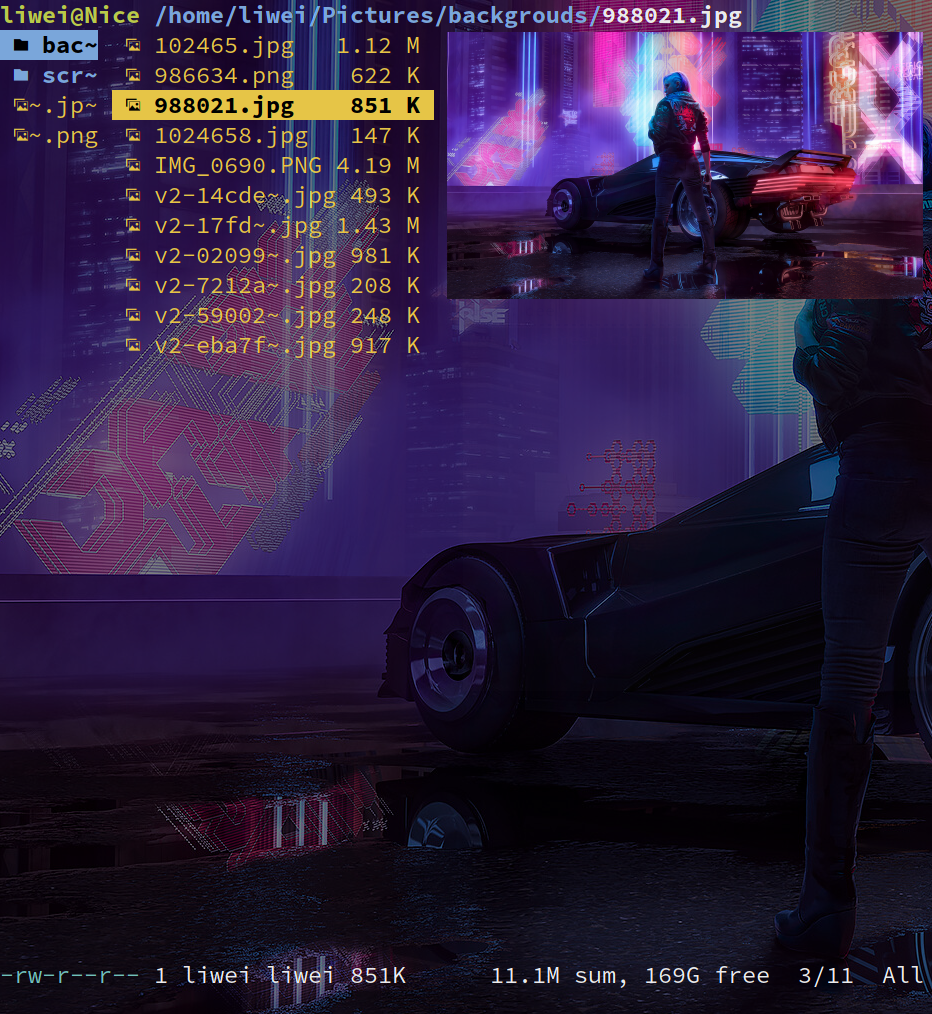 liwei@Nice /home/liwei/Pictures/backgrouds/988021.jpg
bac~ 102465.jpg 1.12 M
scr~ 986634.png 622 K
~.jp~ 988021.jpg 851 K
~.png 1024658.jpg 147 K
IMG_0690.PNG 4.19 M
v2-14cde~.jpg 493 K
v2-17fd~.jpg 1.43 M
v2-02099~.jpg 981 K
v2-7212a~.jpg 208 K
v2-59002~.jpg 248 K
v2-eba7f~.jpg 917 K
RISE
-rw-r--r-- 1 liwei liwei 851K 11.1M sum, 169G free 3/11 All